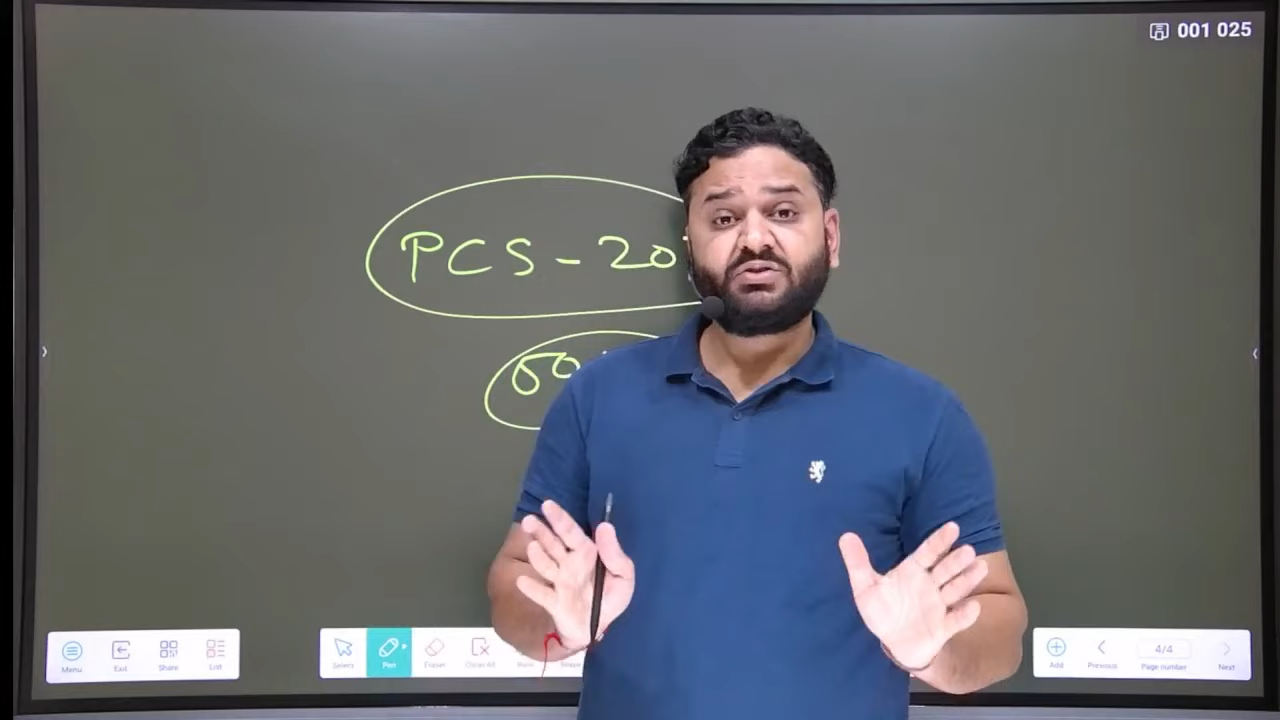 001 025
PCS - 20
60
Menu
Exit
Share
List
Select
Pen
Eraser
Clear All
Add
Previous
4/4
Page number
Next